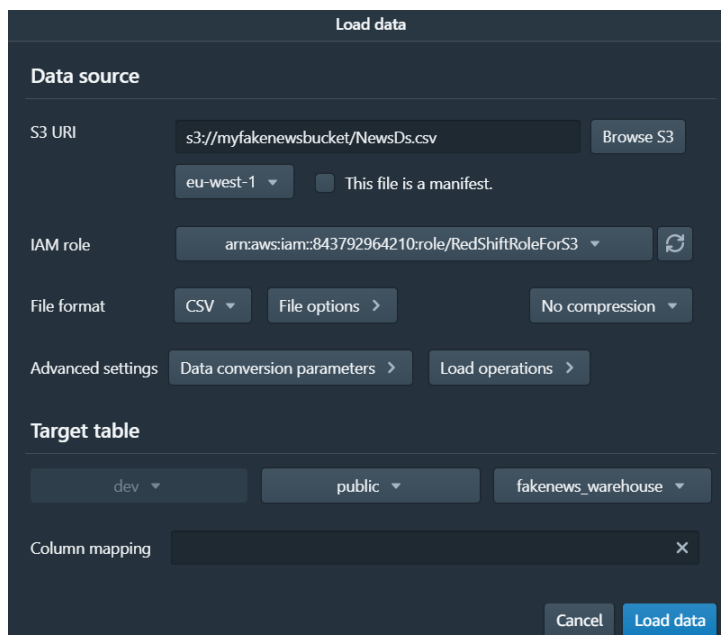 Load data
Data source
S3 URI
s3://myfakenewsbucket/NewsDs.csv
Browse S3
eu-west-1
This file is a manifest.
IAM role
arn:aws:iam::843792964210:role/RedShiftRoleForS3
File format
CSV
File options
No compression
Advanced settings
Data conversion parameters
Load operations
Target table
dev
public
fakenews_warehouse
Column mapping
Cancel
Load data